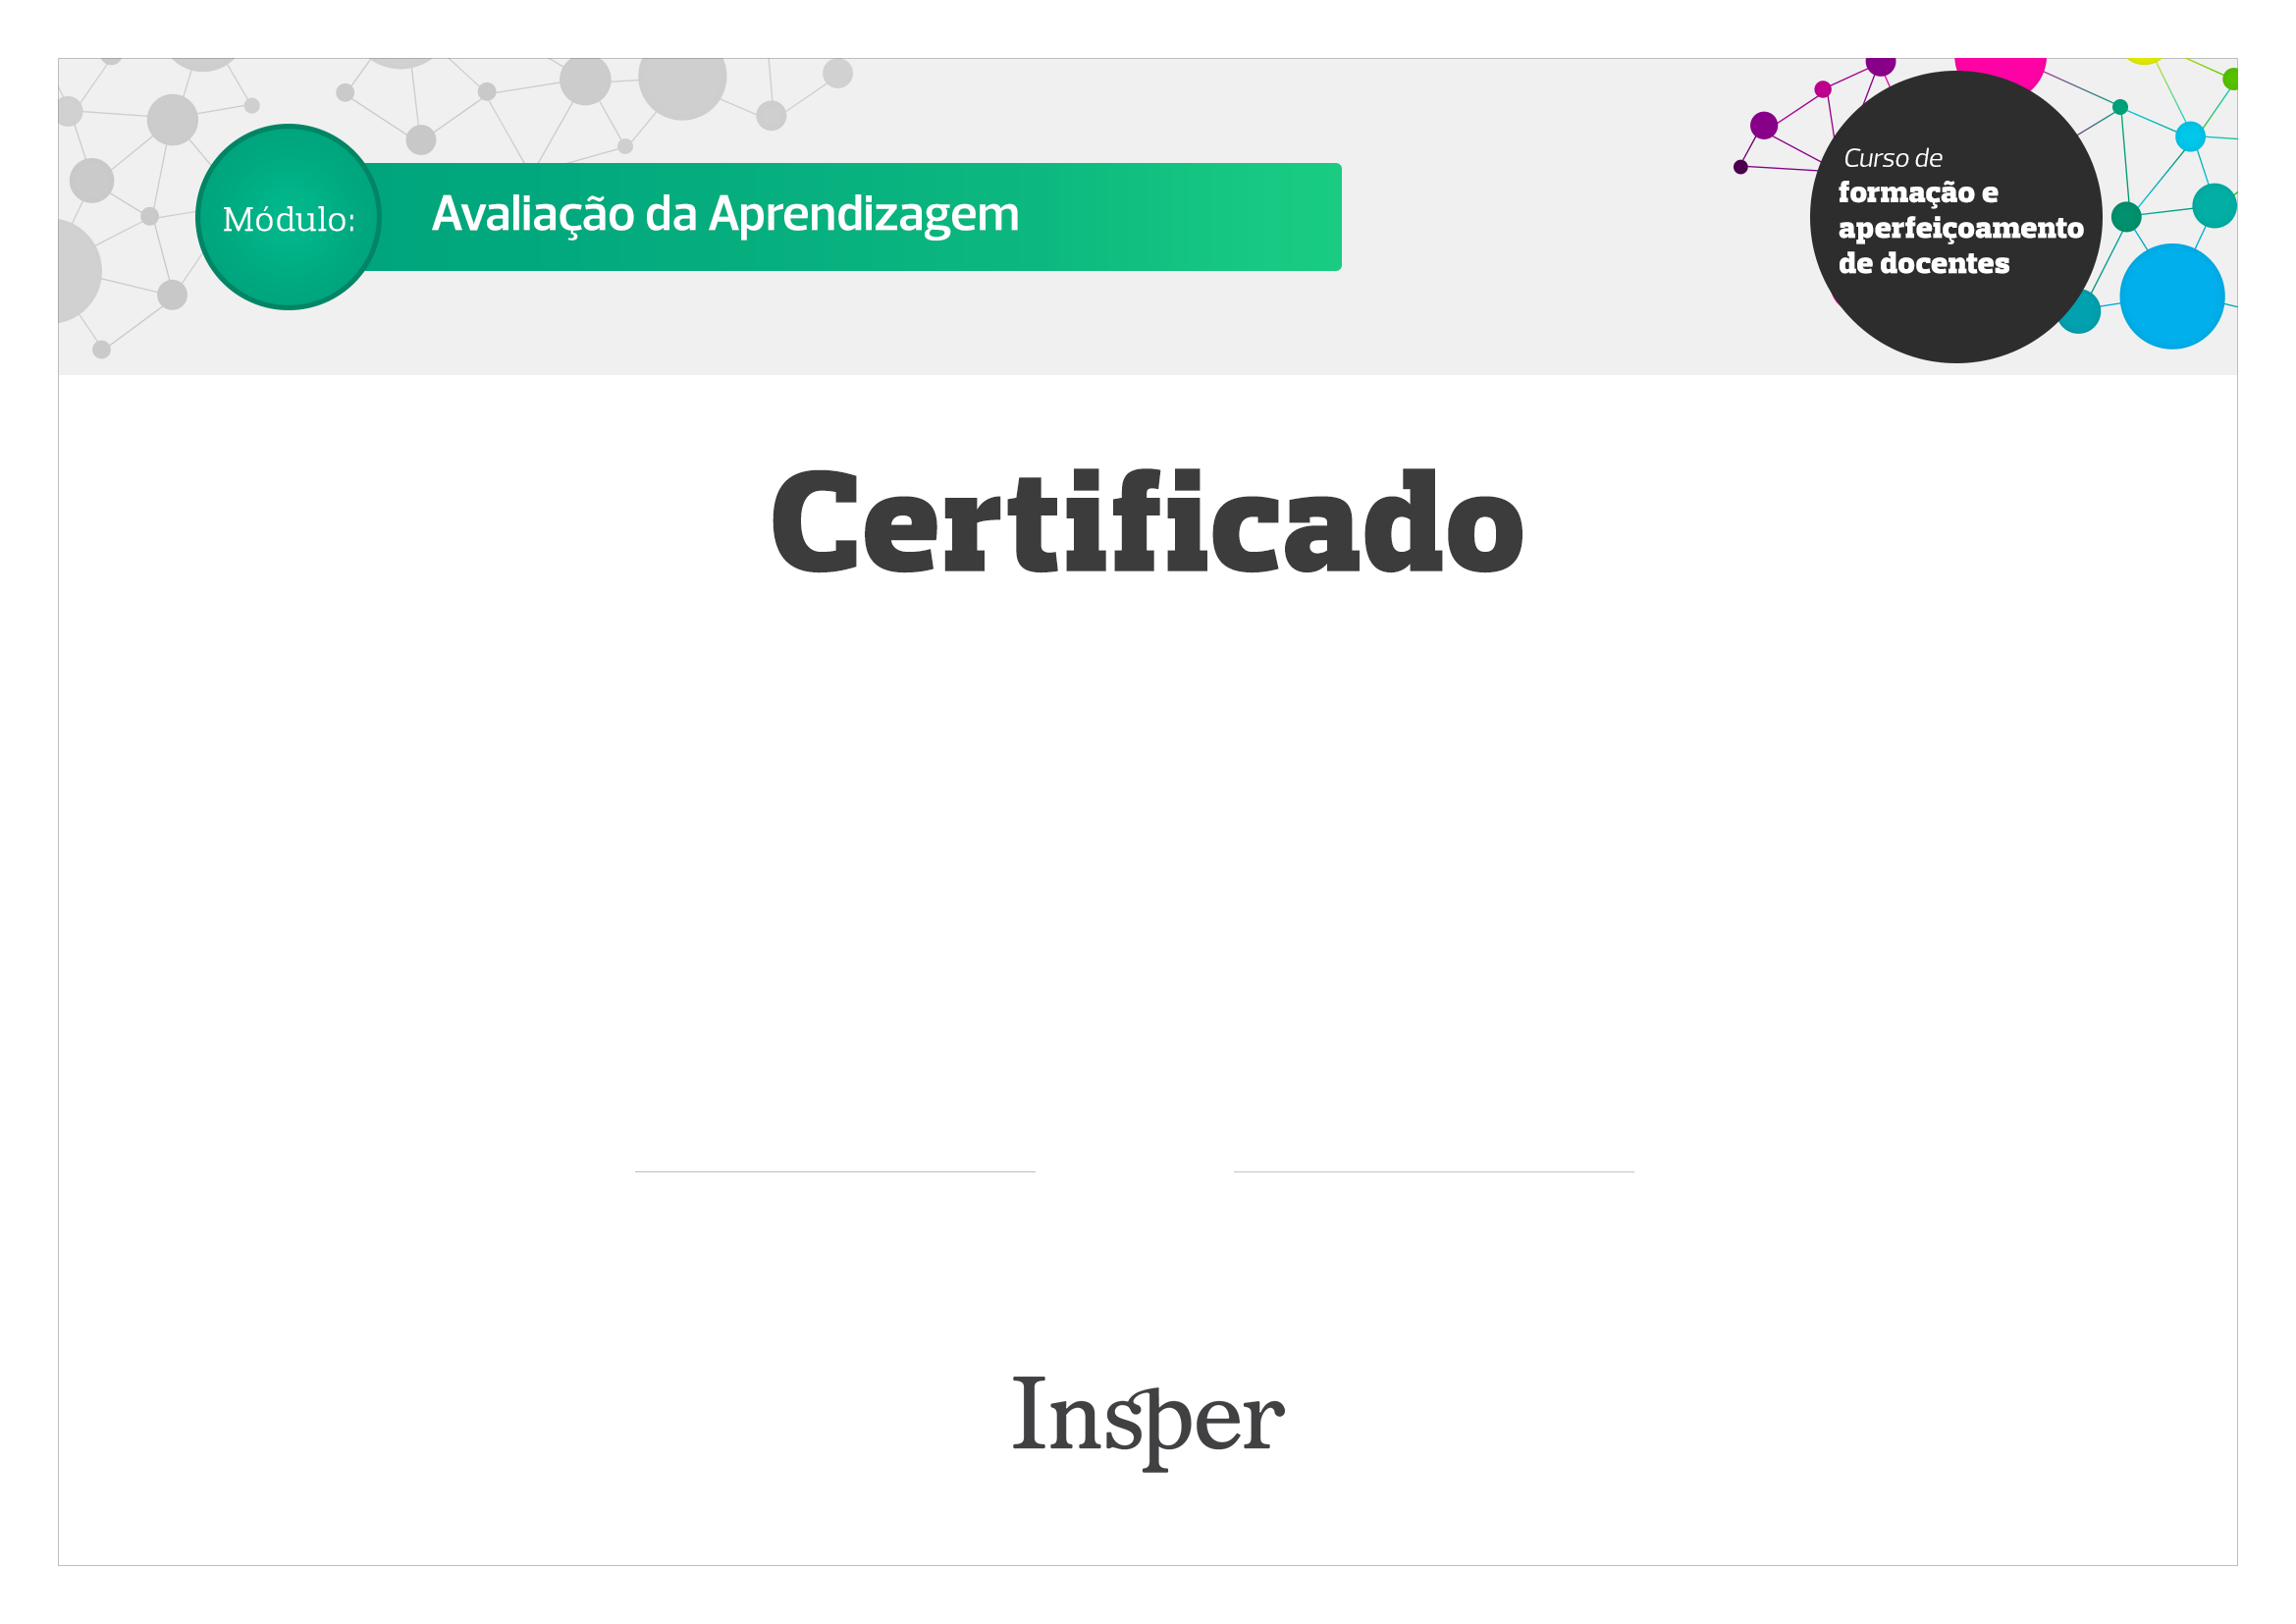 Módulo:
Avaliação da Aprendizagem
Curso de
formação e
aperfeiçoamento
de docentes
Certificado
Insper